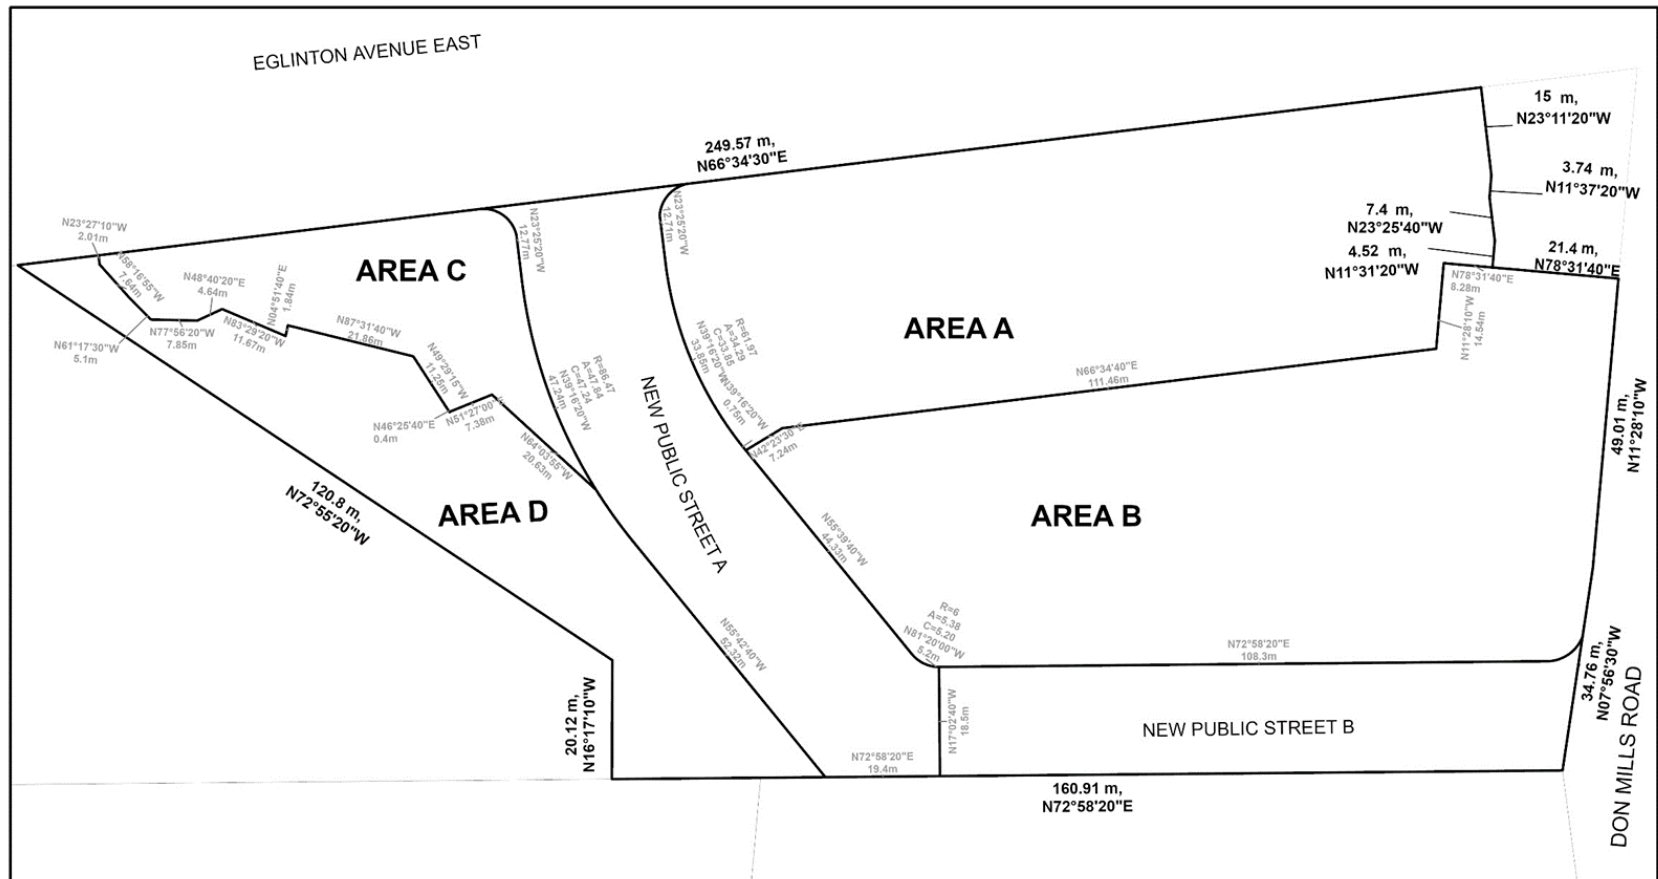 EGLINTON AVENUE EAST
15 m,
N23°11'20"W
249.57 m,
N66°34'30"E
3.74 m,
N11°37'20"W
7.4 m,
N23°25'40"W
4.52 m,
N11°31'20"W
21.4 m,
N78°31'40"E
N78°31'40"E
8.28m
N11°28'10"W
14.54m
N23°27'10"W
2.01m
N58°16'55"W
7.64m
N48°40'20"E
4.64m
N04°51'40"E
1.84m
AREA C
N23°25'20"W
12.77m
N23°25'20"W
12.71m
N77°56'20"W
7.85m
N83°29'20"W
11.67m
N87°31'40"W
21.86m
N61°17'30"W
5.1m
N49°29'15"W
11.25m
N46°25'40"E
0.4m
N51°27'00"E
7.38m
N64°03'55"W
20.63m
R=86.47
A=47.84
C=47.24
N39°16'20"W
47.24m
R=61.97
A=34.29
C=33.85
N39°16'20"W
33.85m
N39°16'20"W
0.75m
N42°23'30"E
7.24m
AREA A
N66°34'40"E
111.46m
NEW PUBLIC STREET A
49.01 m,
N11°28'10"W
120.8 m,
N72°55'20"W
AREA D
AREA B
N55°39'40"W
44.33m
R=6
A=5.38
C=5.20
N81°20'00"W
5.2m
N55°42'40"W
52.32m
N72°58'20"E
108.3m
34.76 m,
N07°56'30"W
20.12 m,
N16°17'10"W
N17°02'40"W
18.5m
NEW PUBLIC STREET B
N72°58'20"E
19.4m
160.91 m,
N72°58'20"E
DON MILLS ROAD